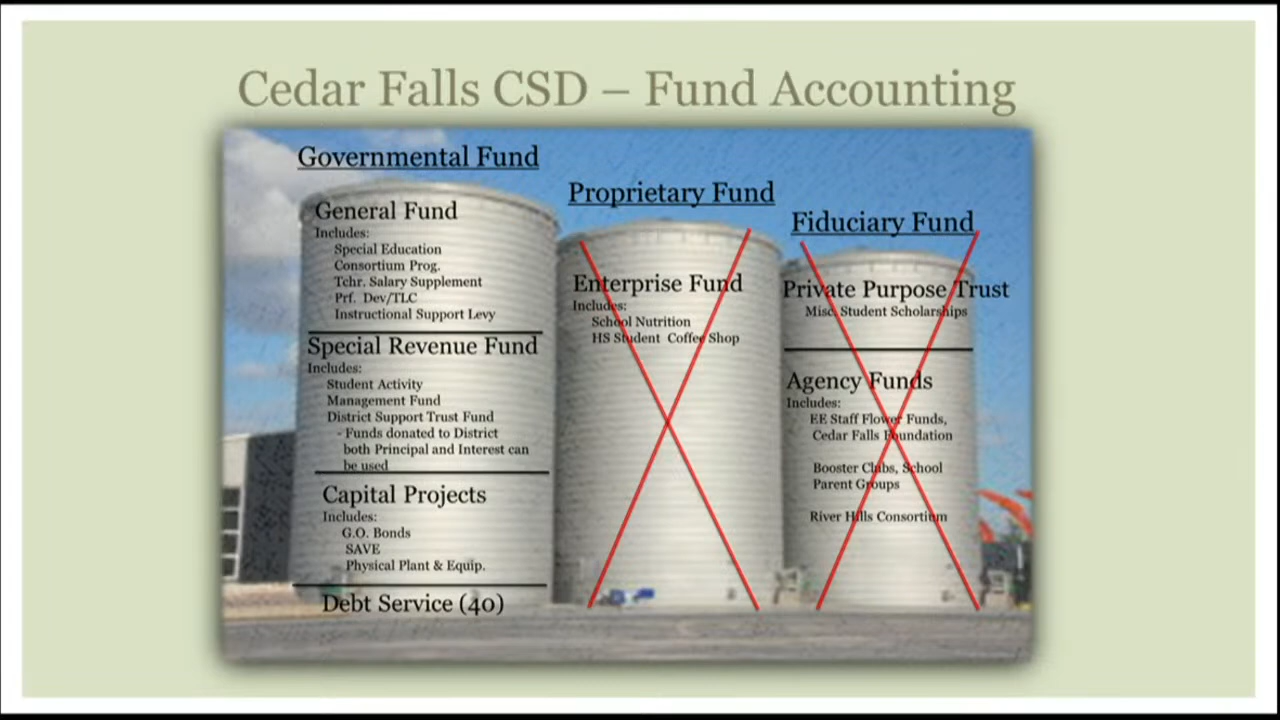 Cedar Falls CSD – Fund Accounting
Governmental Fund
General Fund
Includes:
Special Education
Consortium Prog.
Tchr. Salary Supplement
Prf. Dev/TLC
Instructional Support Levy
Special Revenue Fund
Includes:
Student Activity
Management Fund
District Support Trust Fund
- Funds donated to District
both Principal and Interest can
be used
Capital Projects
Includes:
G.O. Bonds
SAVE
Physical Plant & Equip.
Debt Service (40)
Proprietary Fund
Enterprise Fund
Includes:
School Nutrition
HS Student Coffee Shop
Fiduciary Fund
Private Purpose Trust
Misc. Student Scholarships
Agency Funds
Includes:
EE Staff Flower Funds,
Cedar Falls Foundation
Booster Clubs, School
Parent Groups
River Hills Consortium